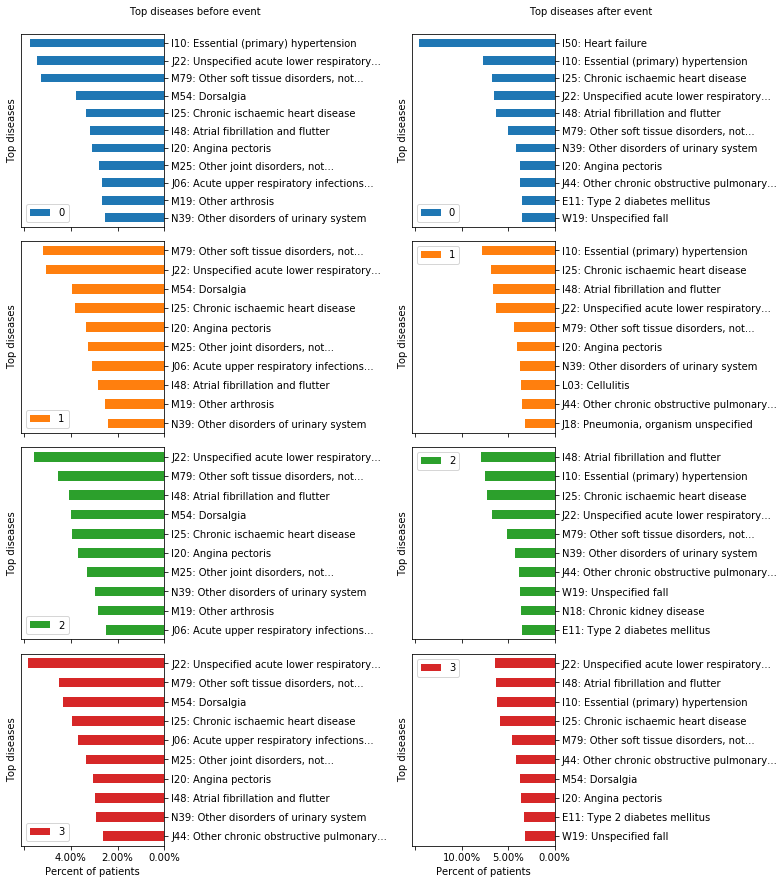 Top diseases before event
Top diseases
I10: Essential (primary) hypertension
J22: Unspecified acute lower respiratory...
M79: Other soft tissue disorders, not...
M54: Dorsalgia
I25: Chronic ischaemic heart disease
I48: Atrial fibrillation and flutter
I20: Angina pectoris
M25: Other joint disorders, not...
J06: Acute upper respiratory infections...
M19: Other arthrosis
N39: Other disorders of urinary system
0
Top diseases after event
Top diseases
I50: Heart failure
I10: Essential (primary) hypertension
I25: Chronic ischaemic heart disease
J22: Unspecified acute lower respiratory...
I48: Atrial fibrillation and flutter
M79: Other soft tissue disorders, not...
N39: Other disorders of urinary system
I20: Angina pectoris
J44: Other chronic obstructive pulmonary...
E11: Type 2 diabetes mellitus
W19: Unspecified fall
0
Top diseases
M79: Other soft tissue disorders, not...
J22: Unspecified acute lower respiratory...
M54: Dorsalgia
I25: Chronic ischaemic heart disease
I20: Angina pectoris
M25: Other joint disorders, not...
J06: Acute upper respiratory infections...
I48: Atrial fibrillation and flutter
M19: Other arthrosis
N39: Other disorders of urinary system
1
Top diseases
1
I10: Essential (primary) hypertension
I25: Chronic ischaemic heart disease
I48: Atrial fibrillation and flutter
J22: Unspecified acute lower respiratory...
M79: Other soft tissue disorders, not...
I20: Angina pectoris
N39: Other disorders of urinary system
L03: Cellulitis
J44: Other chronic obstructive pulmonary...
J18: Pneumonia, organism unspecified
Top diseases
J22: Unspecified acute lower respiratory...
M79: Other soft tissue disorders, not...
I48: Atrial fibrillation and flutter
M54: Dorsalgia
I25: Chronic ischaemic heart disease
I20: Angina pectoris
M25: Other joint disorders, not...
N39: Other disorders of urinary system
M19: Other arthrosis
J06: Acute upper respiratory infections...
2
Top diseases
2
I48: Atrial fibrillation and flutter
I10: Essential (primary) hypertension
I25: Chronic ischaemic heart disease
J22: Unspecified acute lower respiratory...
M79: Other soft tissue disorders, not...
N39: Other disorders of urinary system
J44: Other chronic obstructive pulmonary...
W19: Unspecified fall
N18: Chronic kidney disease
E11: Type 2 diabetes mellitus
Top diseases
J22: Unspecified acute lower respiratory...
M79: Other soft tissue disorders, not...
M54: Dorsalgia
I25: Chronic ischaemic heart disease
J06: Acute upper respiratory infections...
M25: Other joint disorders, not...
I20: Angina pectoris
I48: Atrial fibrillation and flutter
N39: Other disorders of urinary system
J44: Other chronic obstructive pulmonary...
3
4.00% 2.00% 0.00%
Percent of patients
Top diseases
3
J22: Unspecified acute lower respiratory...
I48: Atrial fibrillation and flutter
I10: Essential (primary) hypertension
I25: Chronic ischaemic heart disease
M79: Other soft tissue disorders, not...
J44: Other chronic obstructive pulmonary...
M54: Dorsalgia
I20: Angina pectoris
E11: Type 2 diabetes mellitus
W19: Unspecified fall
10.00% 5.00% 0.00%
Percent of patients